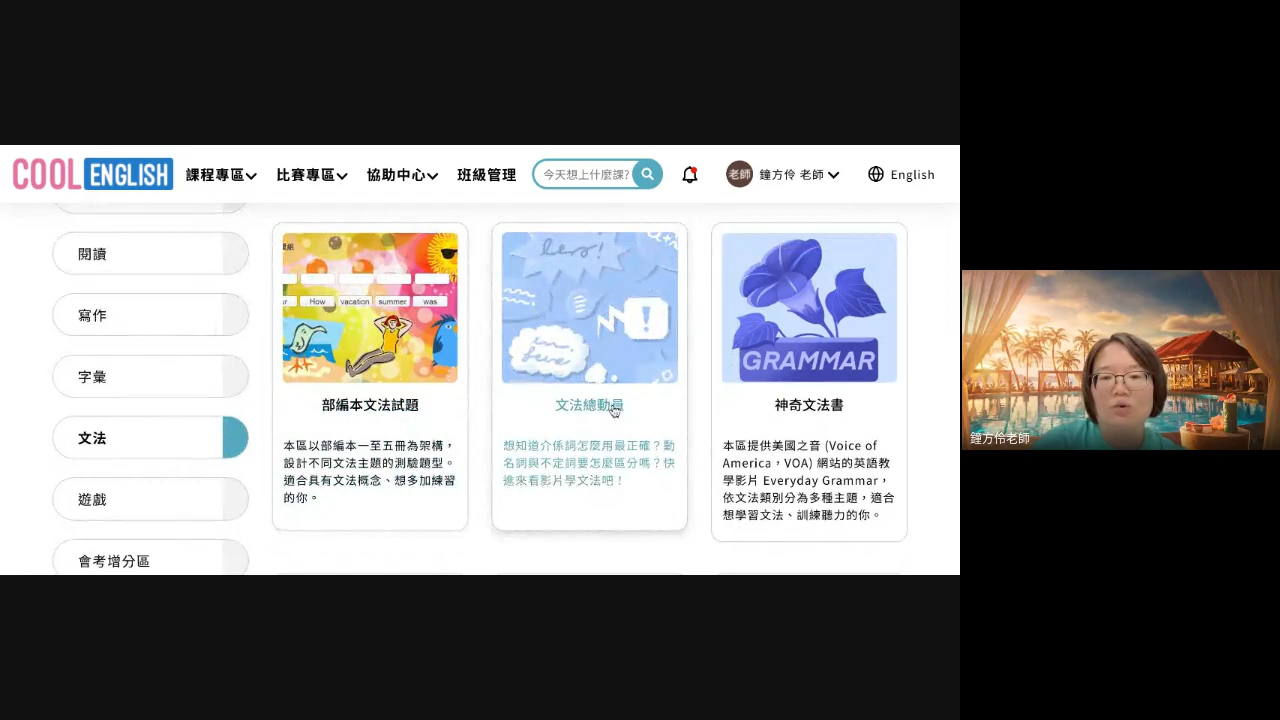 COOL ENGLISH
課程專區
比賽專區
協助中心
班級管理
今天想上什麼課?
老師
鐘方伶 老師
English
閱讀
寫作
字彙
文法
遊戲
會考增分區
How
vacation
summer
was
部編本文法試題
本區以部編本一至五冊為架構，
設計不同文法主題的測驗題型。
適合具有文法概念、想多加練習
的你。
文法總動員
想知道介係詞怎麼用最正確？動
名詞與不定詞要怎麼區分嗎？快
進來看影片學文法吧！
GRAMMAR
神奇文法書
本區提供美國之音 (Voice of
America，VOA) 網站的英語教
學影片 Everyday Grammar，
依文法類別分為多種主題，適合
想學習文法、訓練聽力的你。
鐘方伶老師